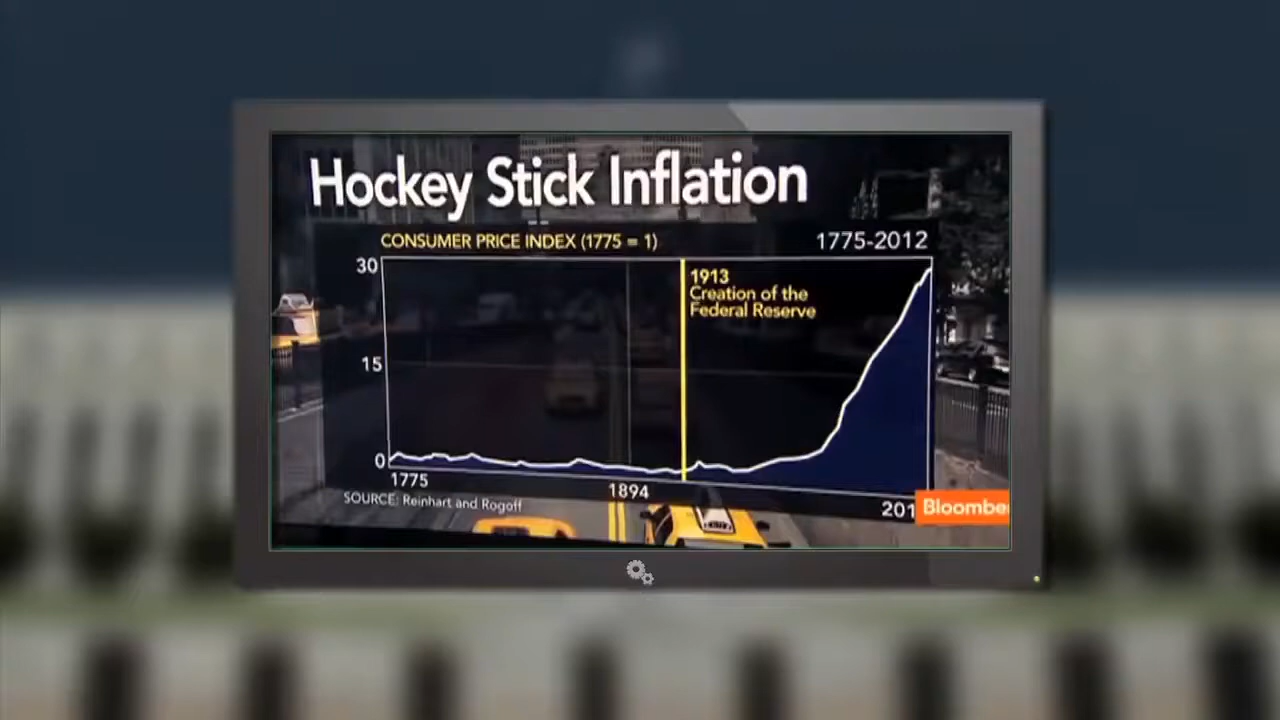 Hockey Stick Inflation
CONSUMER PRICE INDEX (1775 = 1)
1775-2012
30
1913
Creation of the
Federal Reserve
15
0
1775
1894
201
SOURCE: Reinhart and Rogoff
Bloombe